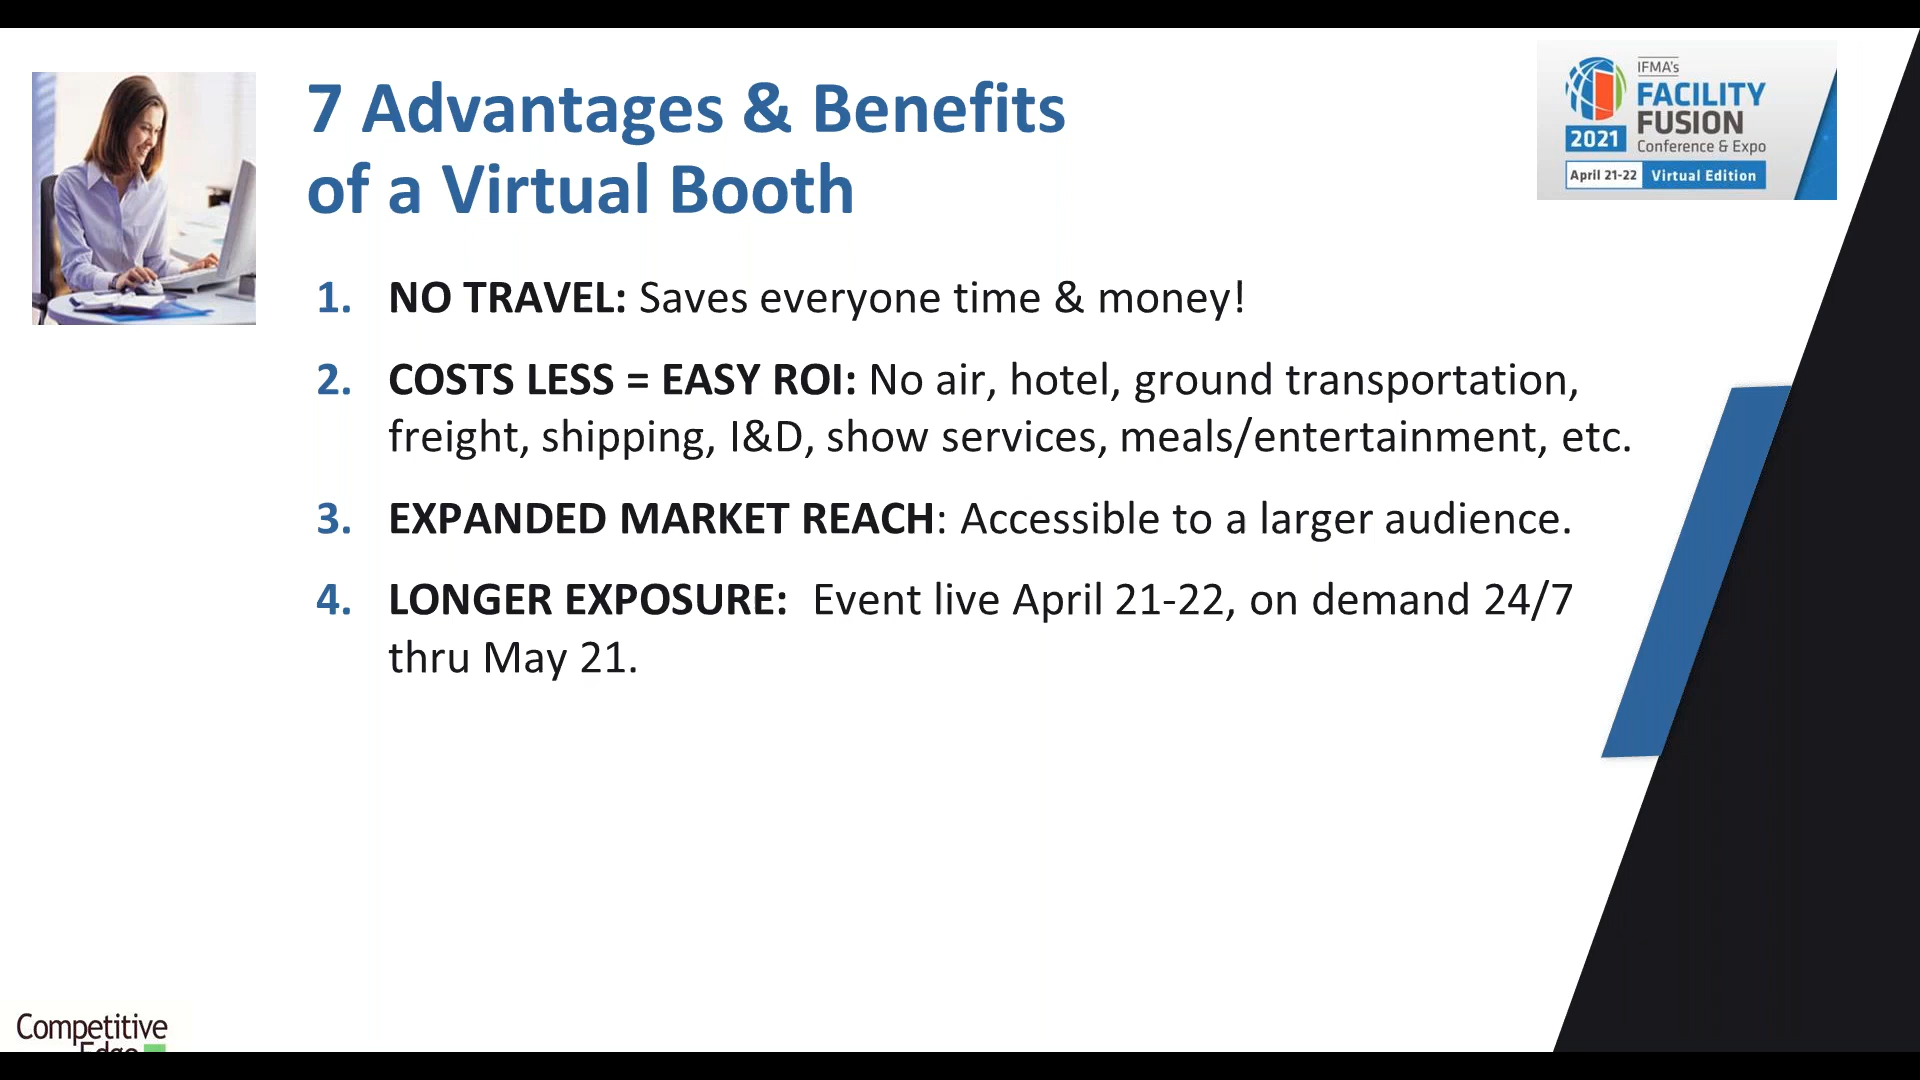 7 Advantages & Benefits
of a Virtual Booth
IFMA's
FACILITY
FUSION
2021
Conference & Expo
April 21-22 Virtual Edition
1. NO TRAVEL: Saves everyone time & money!
2. COSTS LESS = EASY ROI: No air, hotel, ground transportation,
freight, shipping, I&D, show services, meals/entertainment, etc.
3. EXPANDED MARKET REACH: Accessible to a larger audience.
4. LONGER EXPOSURE:  Event live April 21-22, on demand 24/7
thru May 21.
Competitive
Edge